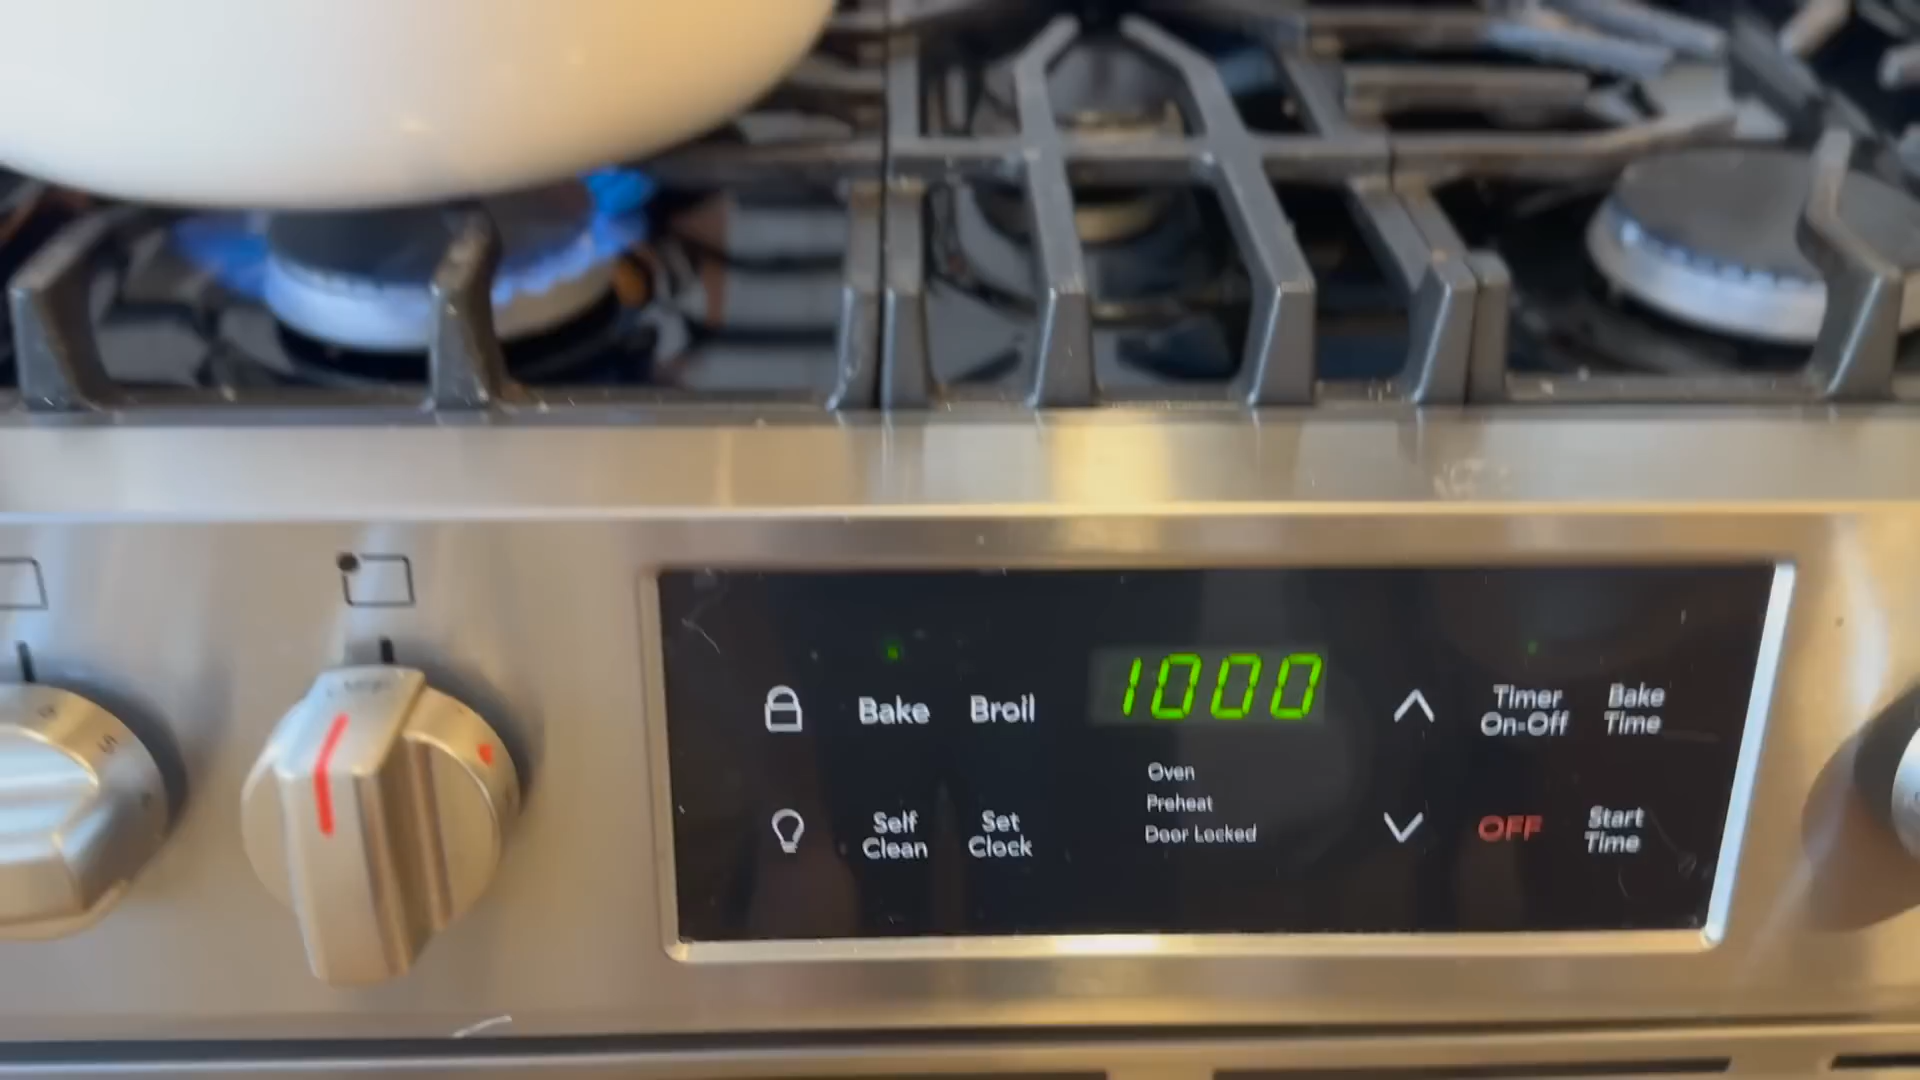 1000
Bake
Broil
Timer
On-Off
Bake
Time
Oven
Preheat
Door Locked
Self
Clean
Set
Clock
OFF
Start
Time
5